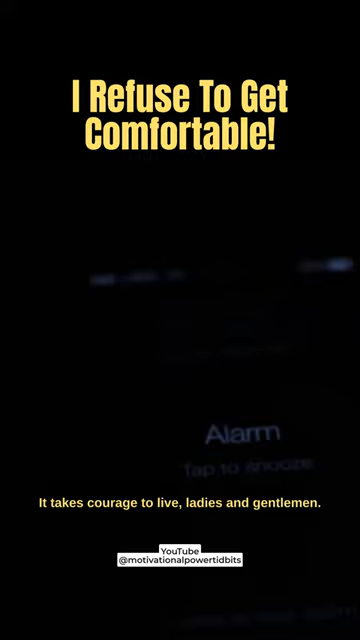 I Refuse To Get
Comfortable!
Alarm
Tap to snooze
It takes courage to live, ladies and gentlemen.
YouTube
@motivationalpowertidbits